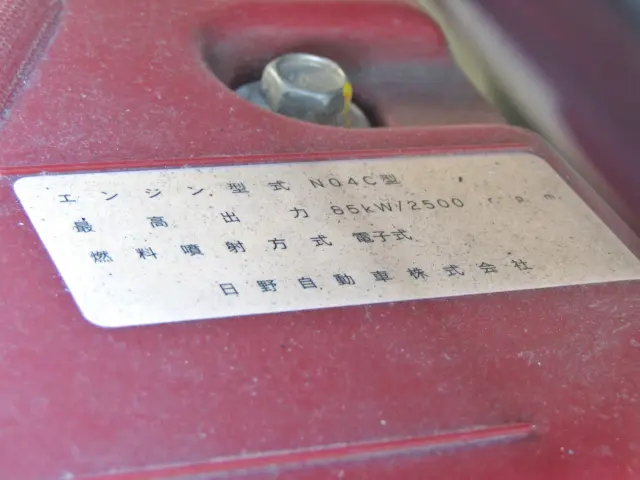 エンジン型式 N04C型
最高出力 85kW/2500 r.p.m.
燃料噴射方式 電子式
日野自動車株式会社